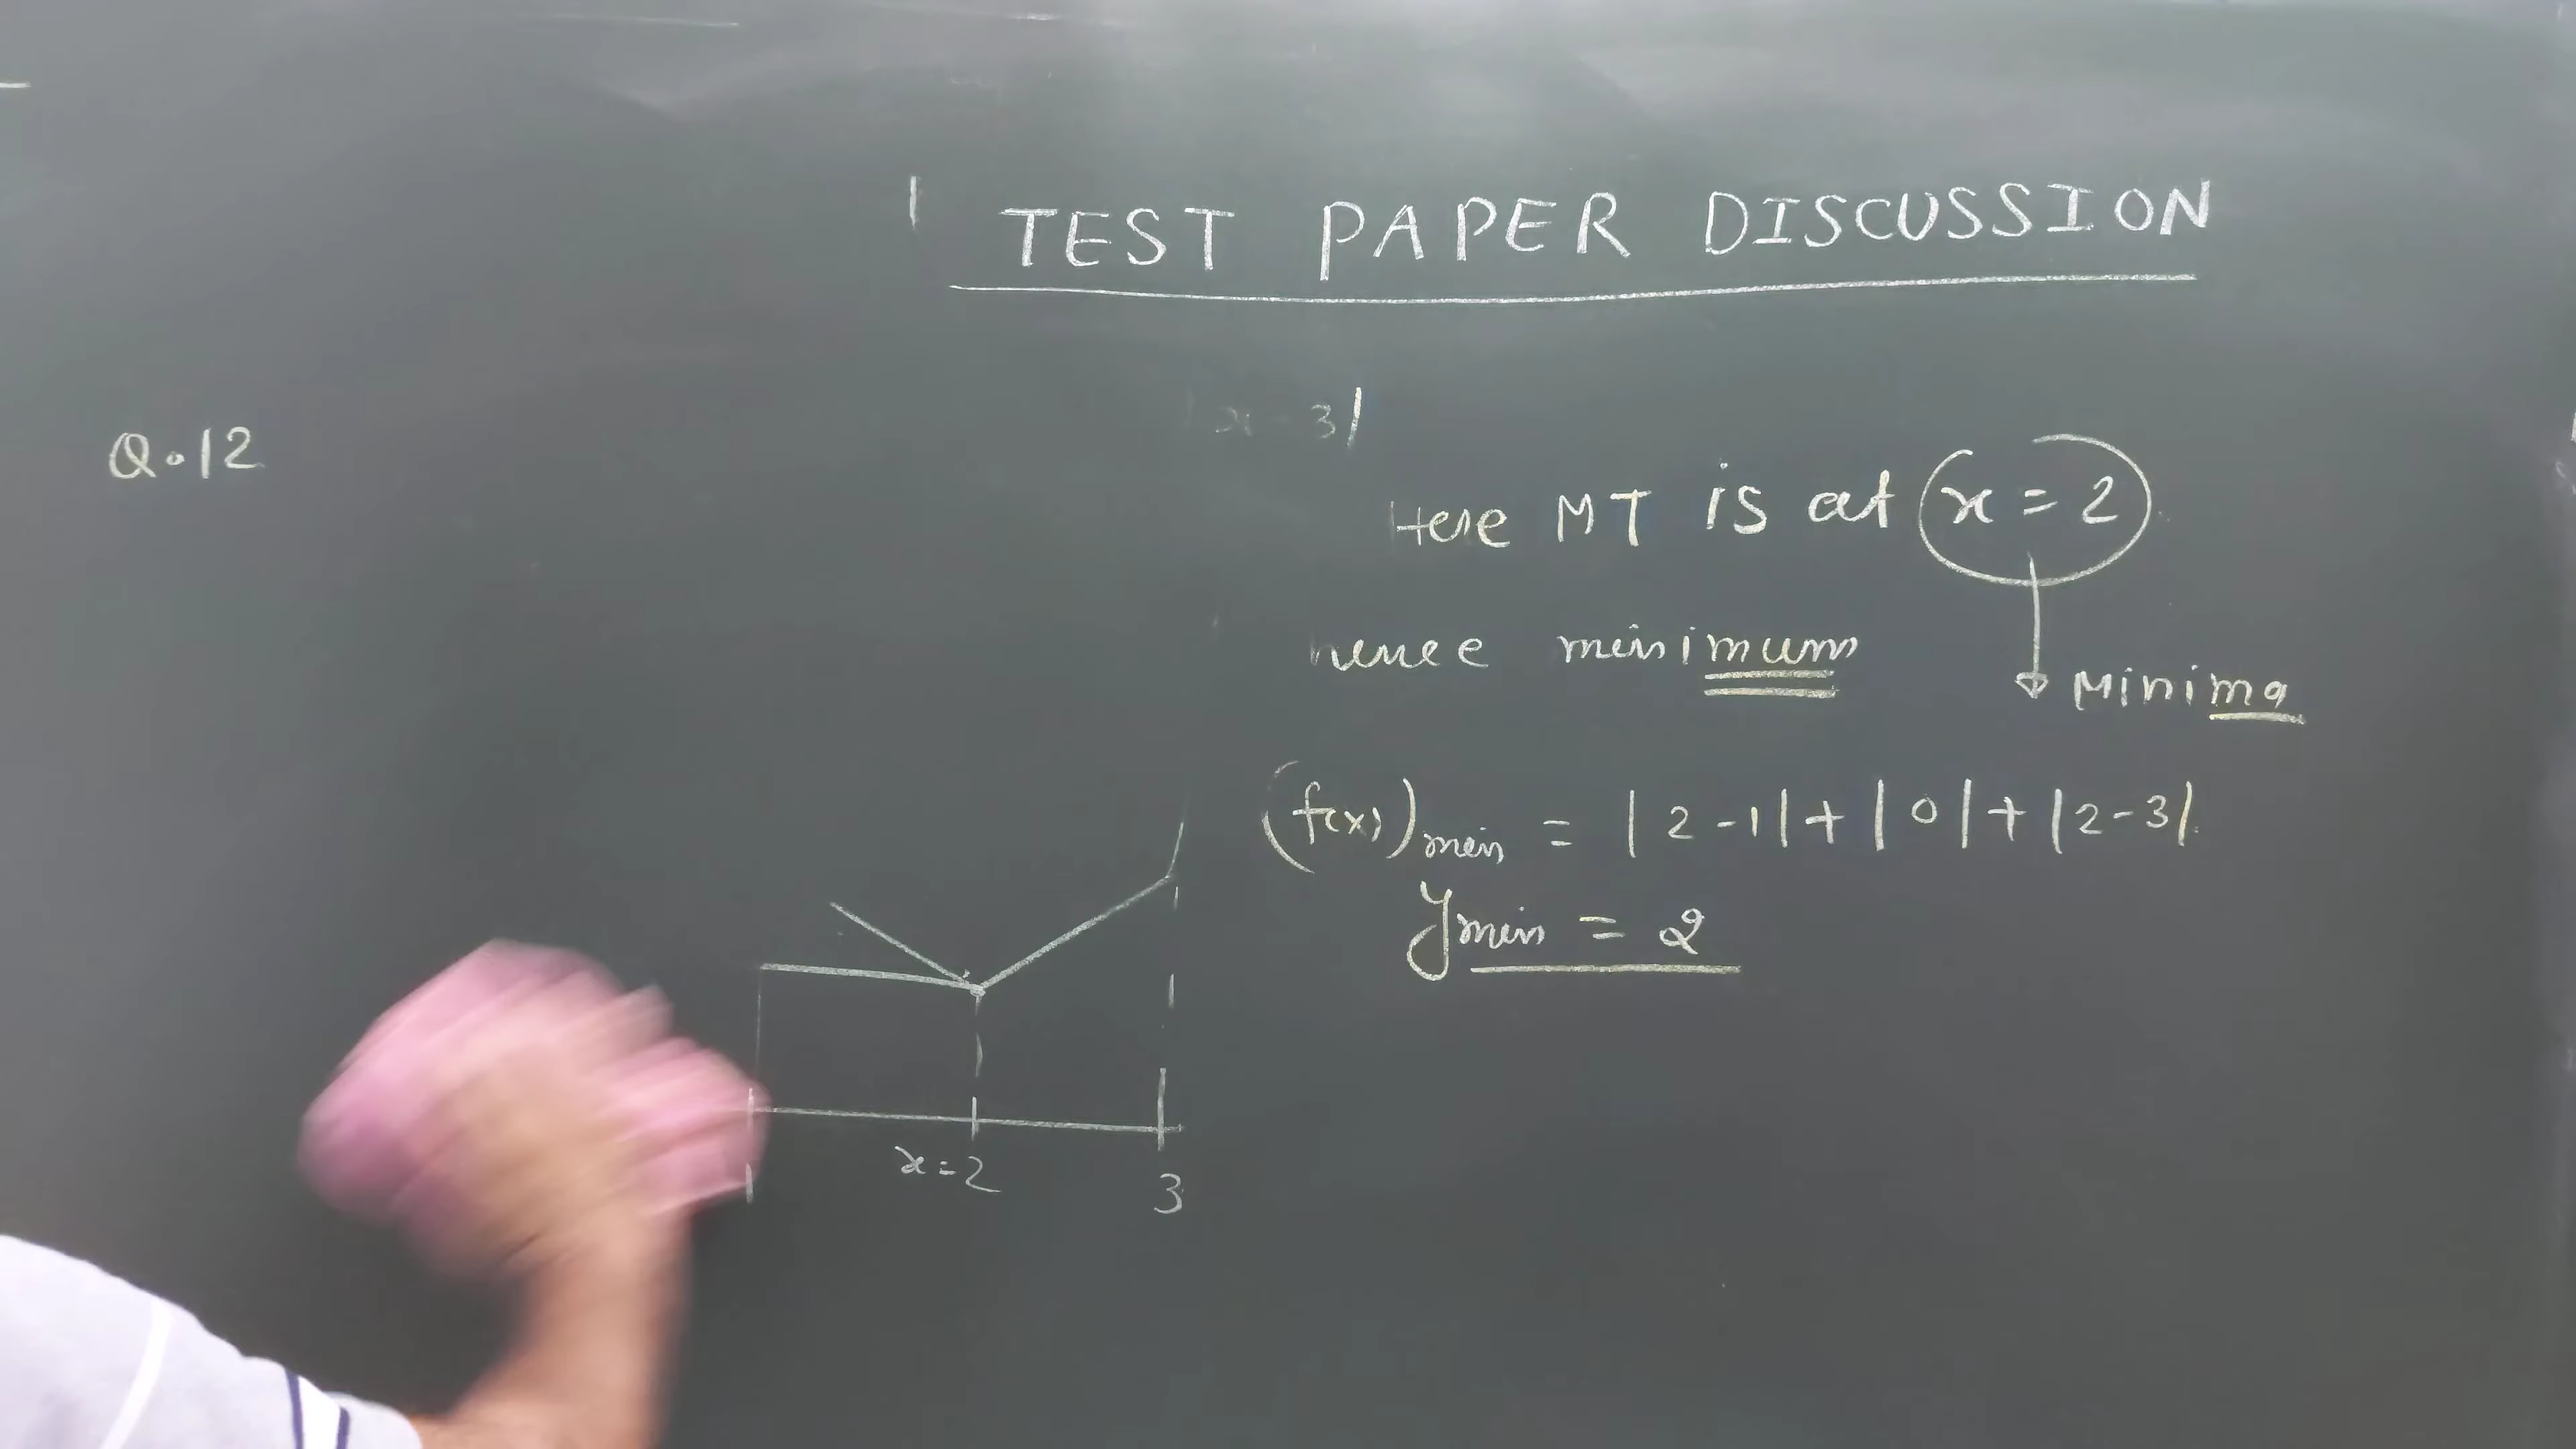 TEST PAPER DISCUSSION
Q.12
x-3|
Here MT is at x = 2
hence minimum
Minima
(f(x))min = |2-1|+|0|+|2-3|
ymin = 2
x=2
3